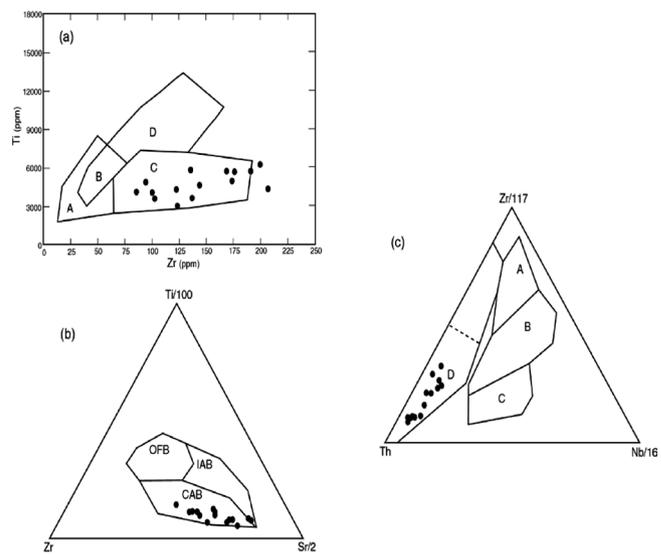 18000
(a)
15000
12000
Ti (ppm)
9000
D
6000
B
C
3000
A
0
0 25 50 75 100 125 150 175 200 225 250
Zr (ppm)
Ti/100
(b)
OFB
IAB
CAB
Zr
Sr/2
Zr/117
(c)
A
B
D
C
Th
Nb/16